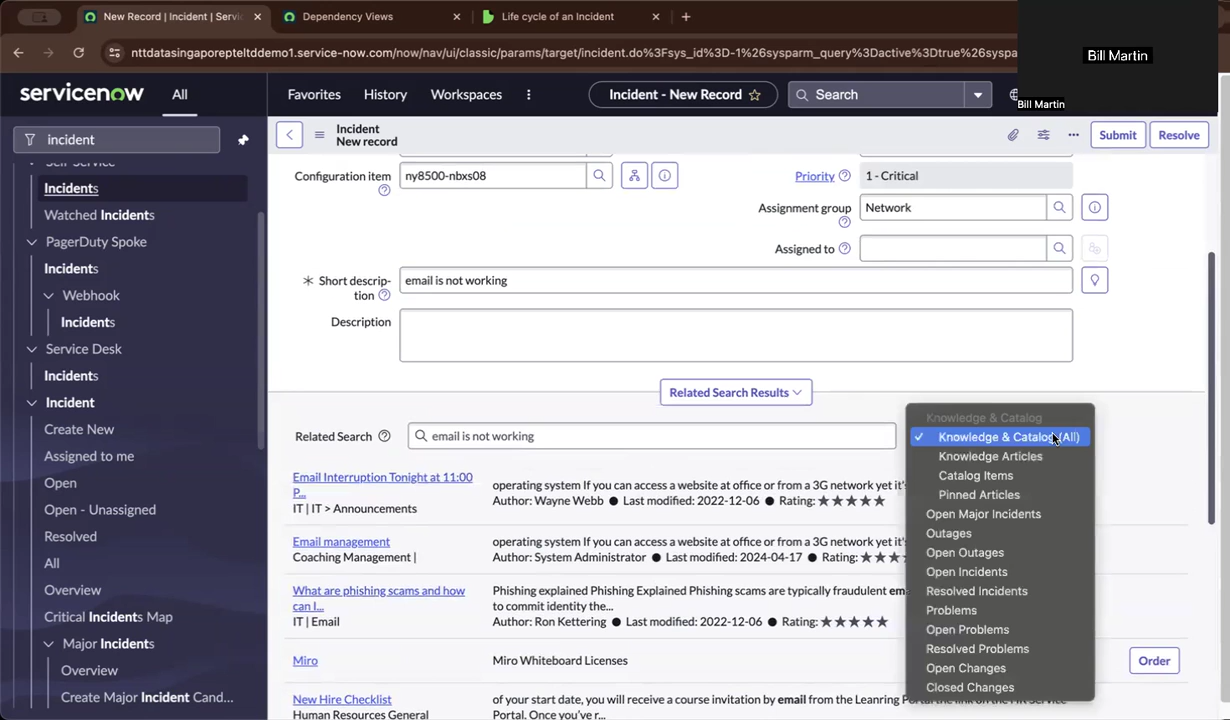 New Record | Incident | Servic
Dependency Views
Life cycle of an Incident
nttdatasingaporepteltddemo1.service-now.com/now/nav/ui/classic/params/target/incident.do%3Fsys_id%3D-1%26sysparm_query%3Dactive%3Dtrue%26syspa
Bill Martin
Bill Martin
servicenow
All
Favorites
History
Workspaces
Incident - New Record
Search
incident
Self-Service
Incidents
Watched Incidents
PagerDuty Spoke
Incidents
Webhook
Incidents
Service Desk
Incidents
Incident
Create New
Assigned to me
Open
Open - Unassigned
Resolved
All
Overview
Critical Incidents Map
Major Incidents
Overview
Create Major Incident Cand...
Incident
New record
Submit
Resolve
Configuration item
ny8500-nbxs08
Priority
1 - Critical
Assignment group
Network
Assigned to
Short descrip-
tion
email is not working
Description
Related Search Results
Related Search
email is not working
Knowledge & Catalog
Knowledge & Catalog (All)
Knowledge Articles
Catalog Items
Pinned Articles
Open Major Incidents
Outages
Open Outages
Open Incidents
Resolved Incidents
Problems
Open Problems
Resolved Problems
Open Changes
Closed Changes
Email Interruption Tonight at 11:00
P...
IT | IT > Announcements
operating system If you can access a website at office or from a 3G network yet it's
Author: Wayne Webb ● Last modified: 2022-12-06 ● Rating: ★★★★★
Email management
Coaching Management |
operating system If you can access a website at office or from a 3G network yet it's
Author: System Administrator ● Last modified: 2024-04-17 ● Rating: ★★★
What are phishing scams and how
can I...
IT | Email
Phishing explained Phishing Explained Phishing scams are typically fraudulent em
to commit identity the...
Author: Ron Kettering ● Last modified: 2022-12-06 ● Rating: ★★★★★
Miro
Miro Whiteboard Licenses
Order
New Hire Checklist
Human Resources General
of your start date, you will receive a course invitation by email from the Leanring Portal the link on the HR Service
Portal. Once you've r...